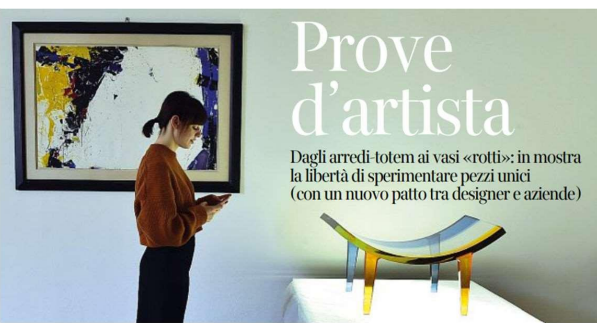 Prove
d'artista
Dagli arredi-totem ai vasi «rotti»: in mostra
la libertà di sperimentare pezzi unici
(con un nuovo patto tra designer e aziende)